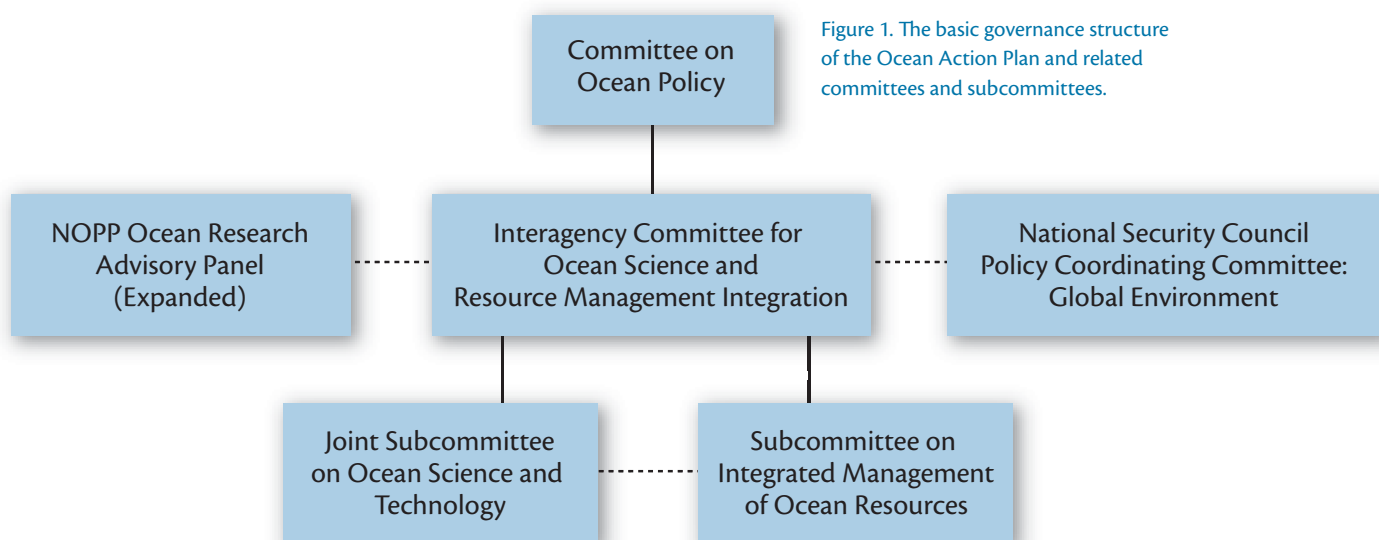 Committee on
Ocean Policy
Figure 1. The basic governance structure
of the Ocean Action Plan and related
committees and subcommittees.
NOPP Ocean Research
Advisory Panel
(Expanded)
Interagency Committee for
Ocean Science and
Resource Management Integration
National Security Council
Policy Coordinating Committee:
Global Environment
Joint Subcommittee
on Ocean Science and
Technology
Subcommittee on
Integrated Management
of Ocean Resources